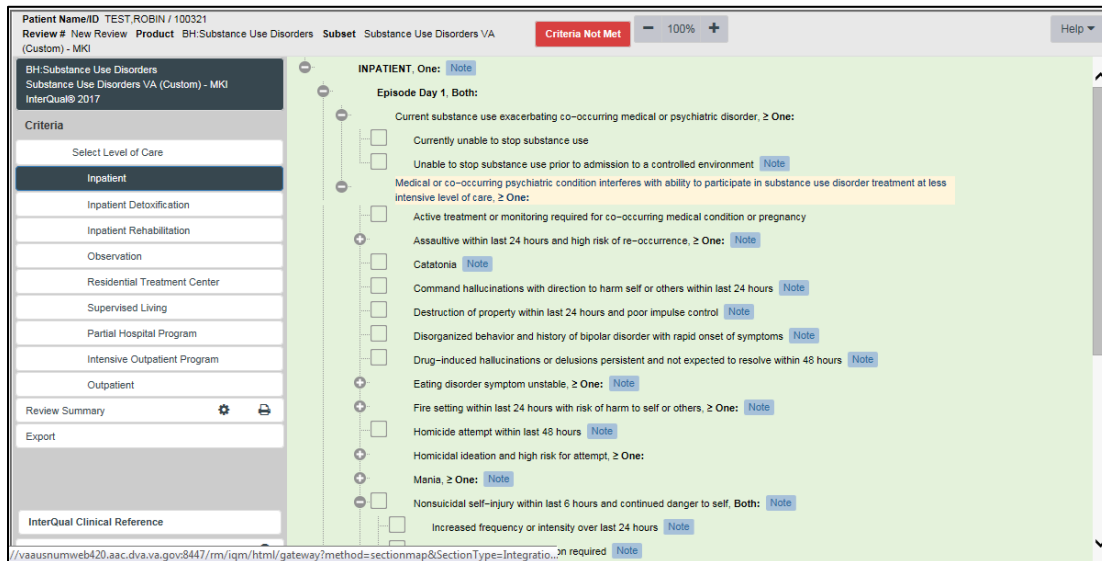 Patient Name/ID TEST,ROBIN / 100321
Review # New Review Product BH:Substance Use Disorders Subset Substance Use Disorders VA
(Custom) - MKI
Criteria Not Met
100%
Help
BH:Substance Use Disorders
Substance Use Disorders VA (Custom) - MKI
InterQual® 2017
Criteria
Select Level of Care
Inpatient
Inpatient Detoxification
Inpatient Rehabilitation
Observation
Residential Treatment Center
Supervised Living
Partial Hospital Program
Intensive Outpatient Program
Outpatient
Review Summary
Export
InterQual Clinical Reference
INPATIENT, One: Note
Episode Day 1, Both:
Current substance use exacerbating co-occurring medical or psychiatric disorder, ≥ One:
Currently unable to stop substance use
Unable to stop substance use prior to admission to a controlled environment Note
Medical or co-occurring psychiatric condition interferes with ability to participate in substance use disorder treatment at less
intensive level of care, ≥ One:
Active treatment or monitoring required for co-occurring medical condition or pregnancy
Assaultive within last 24 hours and high risk of re-occurrence, ≥ One: Note
Catatonia Note
Command hallucinations with direction to harm self or others within last 24 hours Note
Destruction of property within last 24 hours and poor impulse control Note
Disorganized behavior and history of bipolar disorder with rapid onset of symptoms Note
Drug-induced hallucinations or delusions persistent and not expected to resolve within 48 hours Note
Eating disorder symptom unstable, ≥ One: Note
Fire setting within last 24 hours with risk of harm to self or others, ≥ One: Note
Homicide attempt within last 48 hours Note
Homicidal ideation and high risk for attempt, ≥ One:
Mania, ≥ One: Note
Nonsuicidal self-injury within last 6 hours and continued danger to self, Both: Note
Increased frequency or intensity over last 24 hours Note
required Note
//vaausnumweb420.aac.dva.va.gov:8447/rm/iqm/html/gateway?method=sectionmap&SectionType=Integratio...